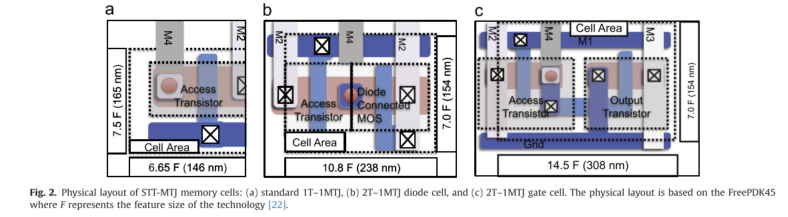 a
M4
M2
Access
Transistor
Cell Area
7.5 F (165 nm)
6.65 F (146 nm)
b
M2
M4
M2
Access
Transistor
Diode
Connected
MOS
Cell Area
7.0 F (154 nm)
10.8 F (238 nm)
c
Cell Area
M2
M4
M1
M3
Access
Transistor
Output
Transistor
Gnd
7.0 F (154 nm)
14.5 F (308 nm)
Fig. 2. Physical layout of STT-MTJ memory cells: (a) standard 1T–1MTJ, (b) 2T–1MTJ diode cell, and (c) 2T–1MTJ gate cell. The physical layout is based on the FreePDK45
where F represents the feature size of the technology [22].